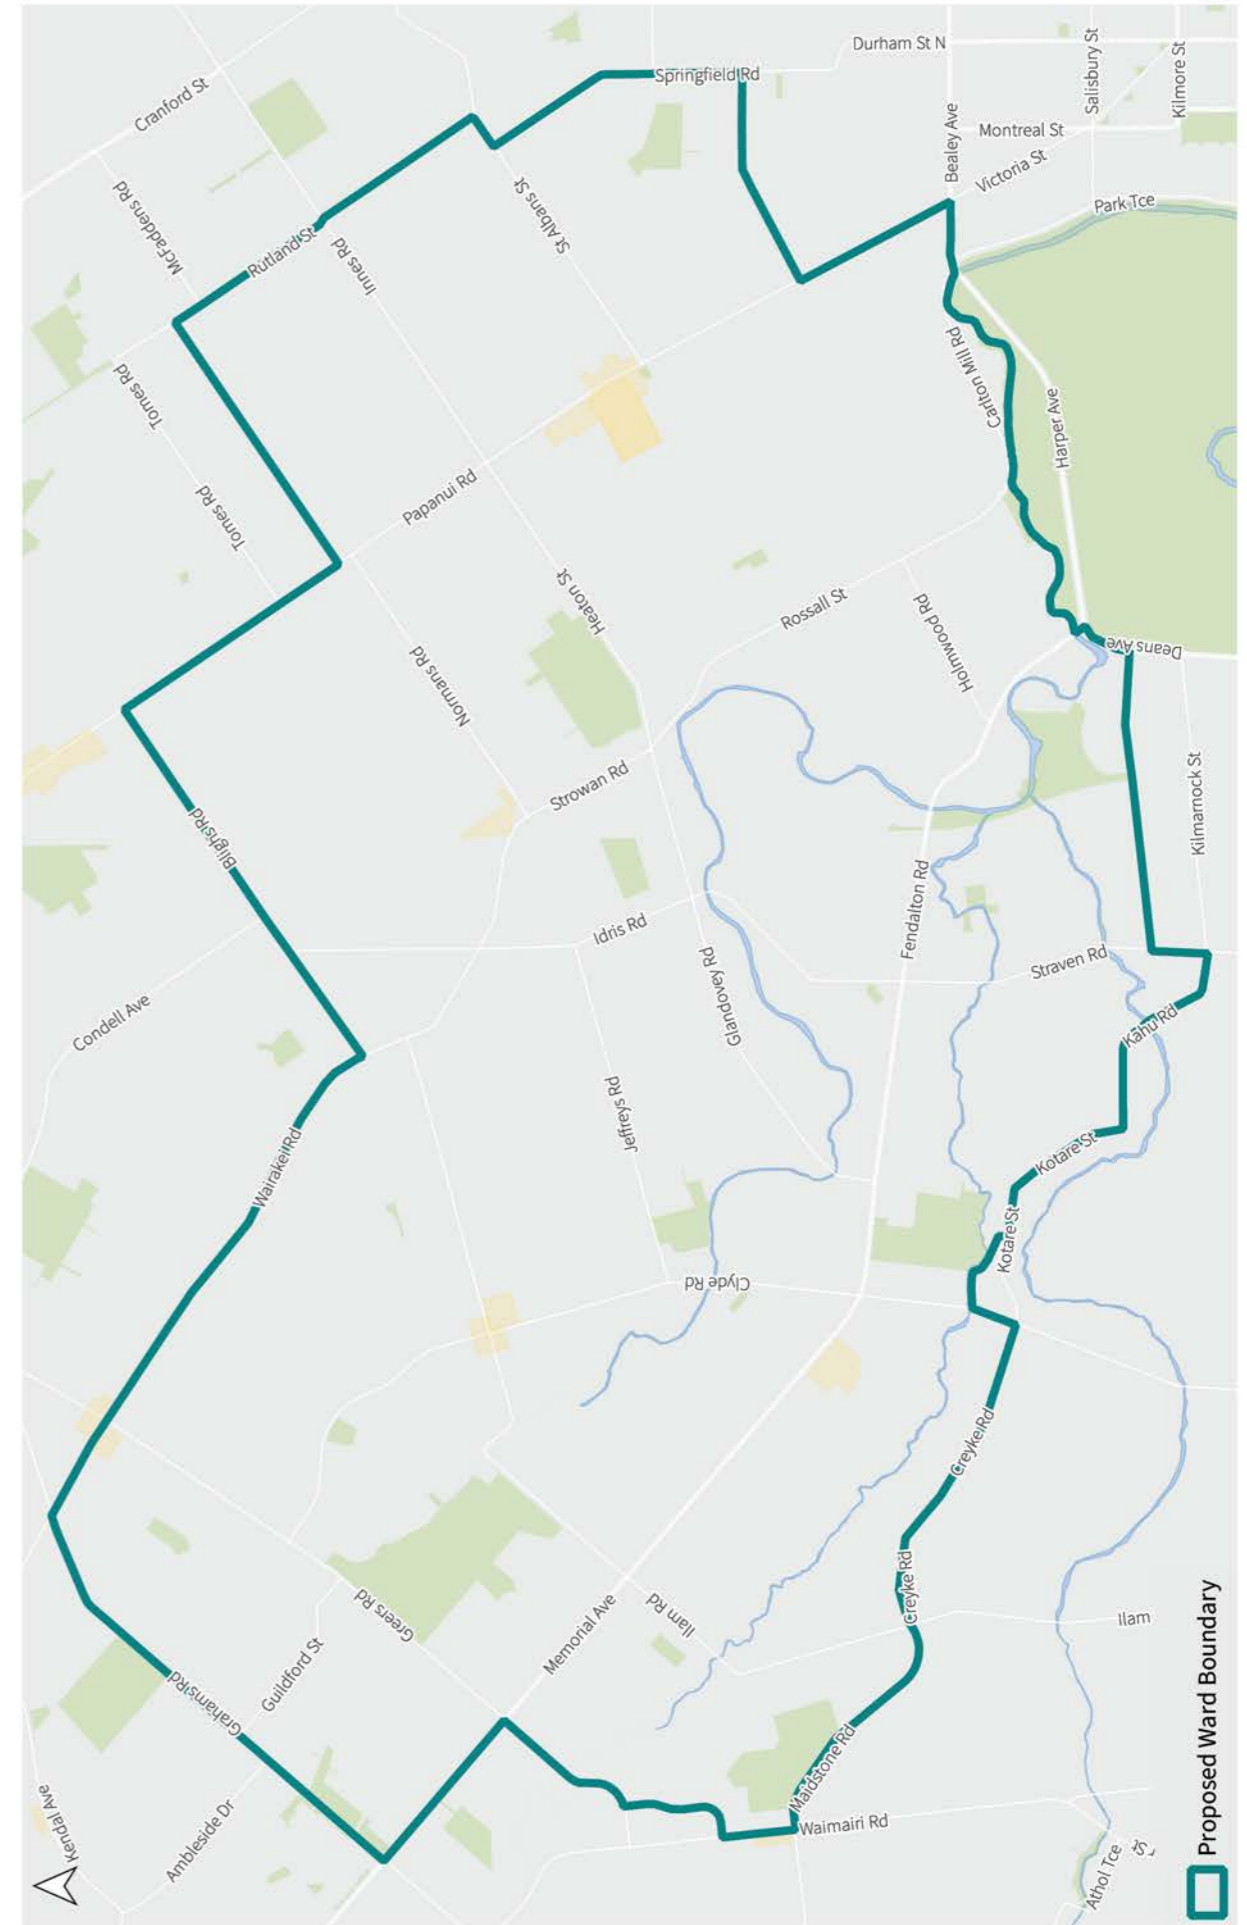 Durham St N
Springfield Rd
Salisbury St
Kilmore St
Cranford St
Bealey Ave
Montreal St
Victoria St
Park Tce
McFaddens Rd
Rutland St
Innes Rd
St Albans St
Tomes Rd
Carlton Mill Rd
Harper Ave
Tomes Rd
Papanui Rd
Heaton St
Rossall St
Holmwood Rd
Deans Ave
Normans Rd
Strowan Rd
Kilmarnock St
Blighs Rd
Fendalton Rd
Idris Rd
Glandovey Rd
Straven Rd
Condell Ave
Kahu Rd
Jeffreys Rd
Wairakei Rd
Kotare St
Kotare St
Clyde Rd
Creyke Rd
Creyke Rd
Greers Rd
Memorial Ave
Ilam Rd
Ilam
Guildford St
Grahams Rd
Maidstone Rd
Waimairi Rd
Kendal Ave
Ambleside Dr
Athol Tce
r St
Proposed Ward Boundary